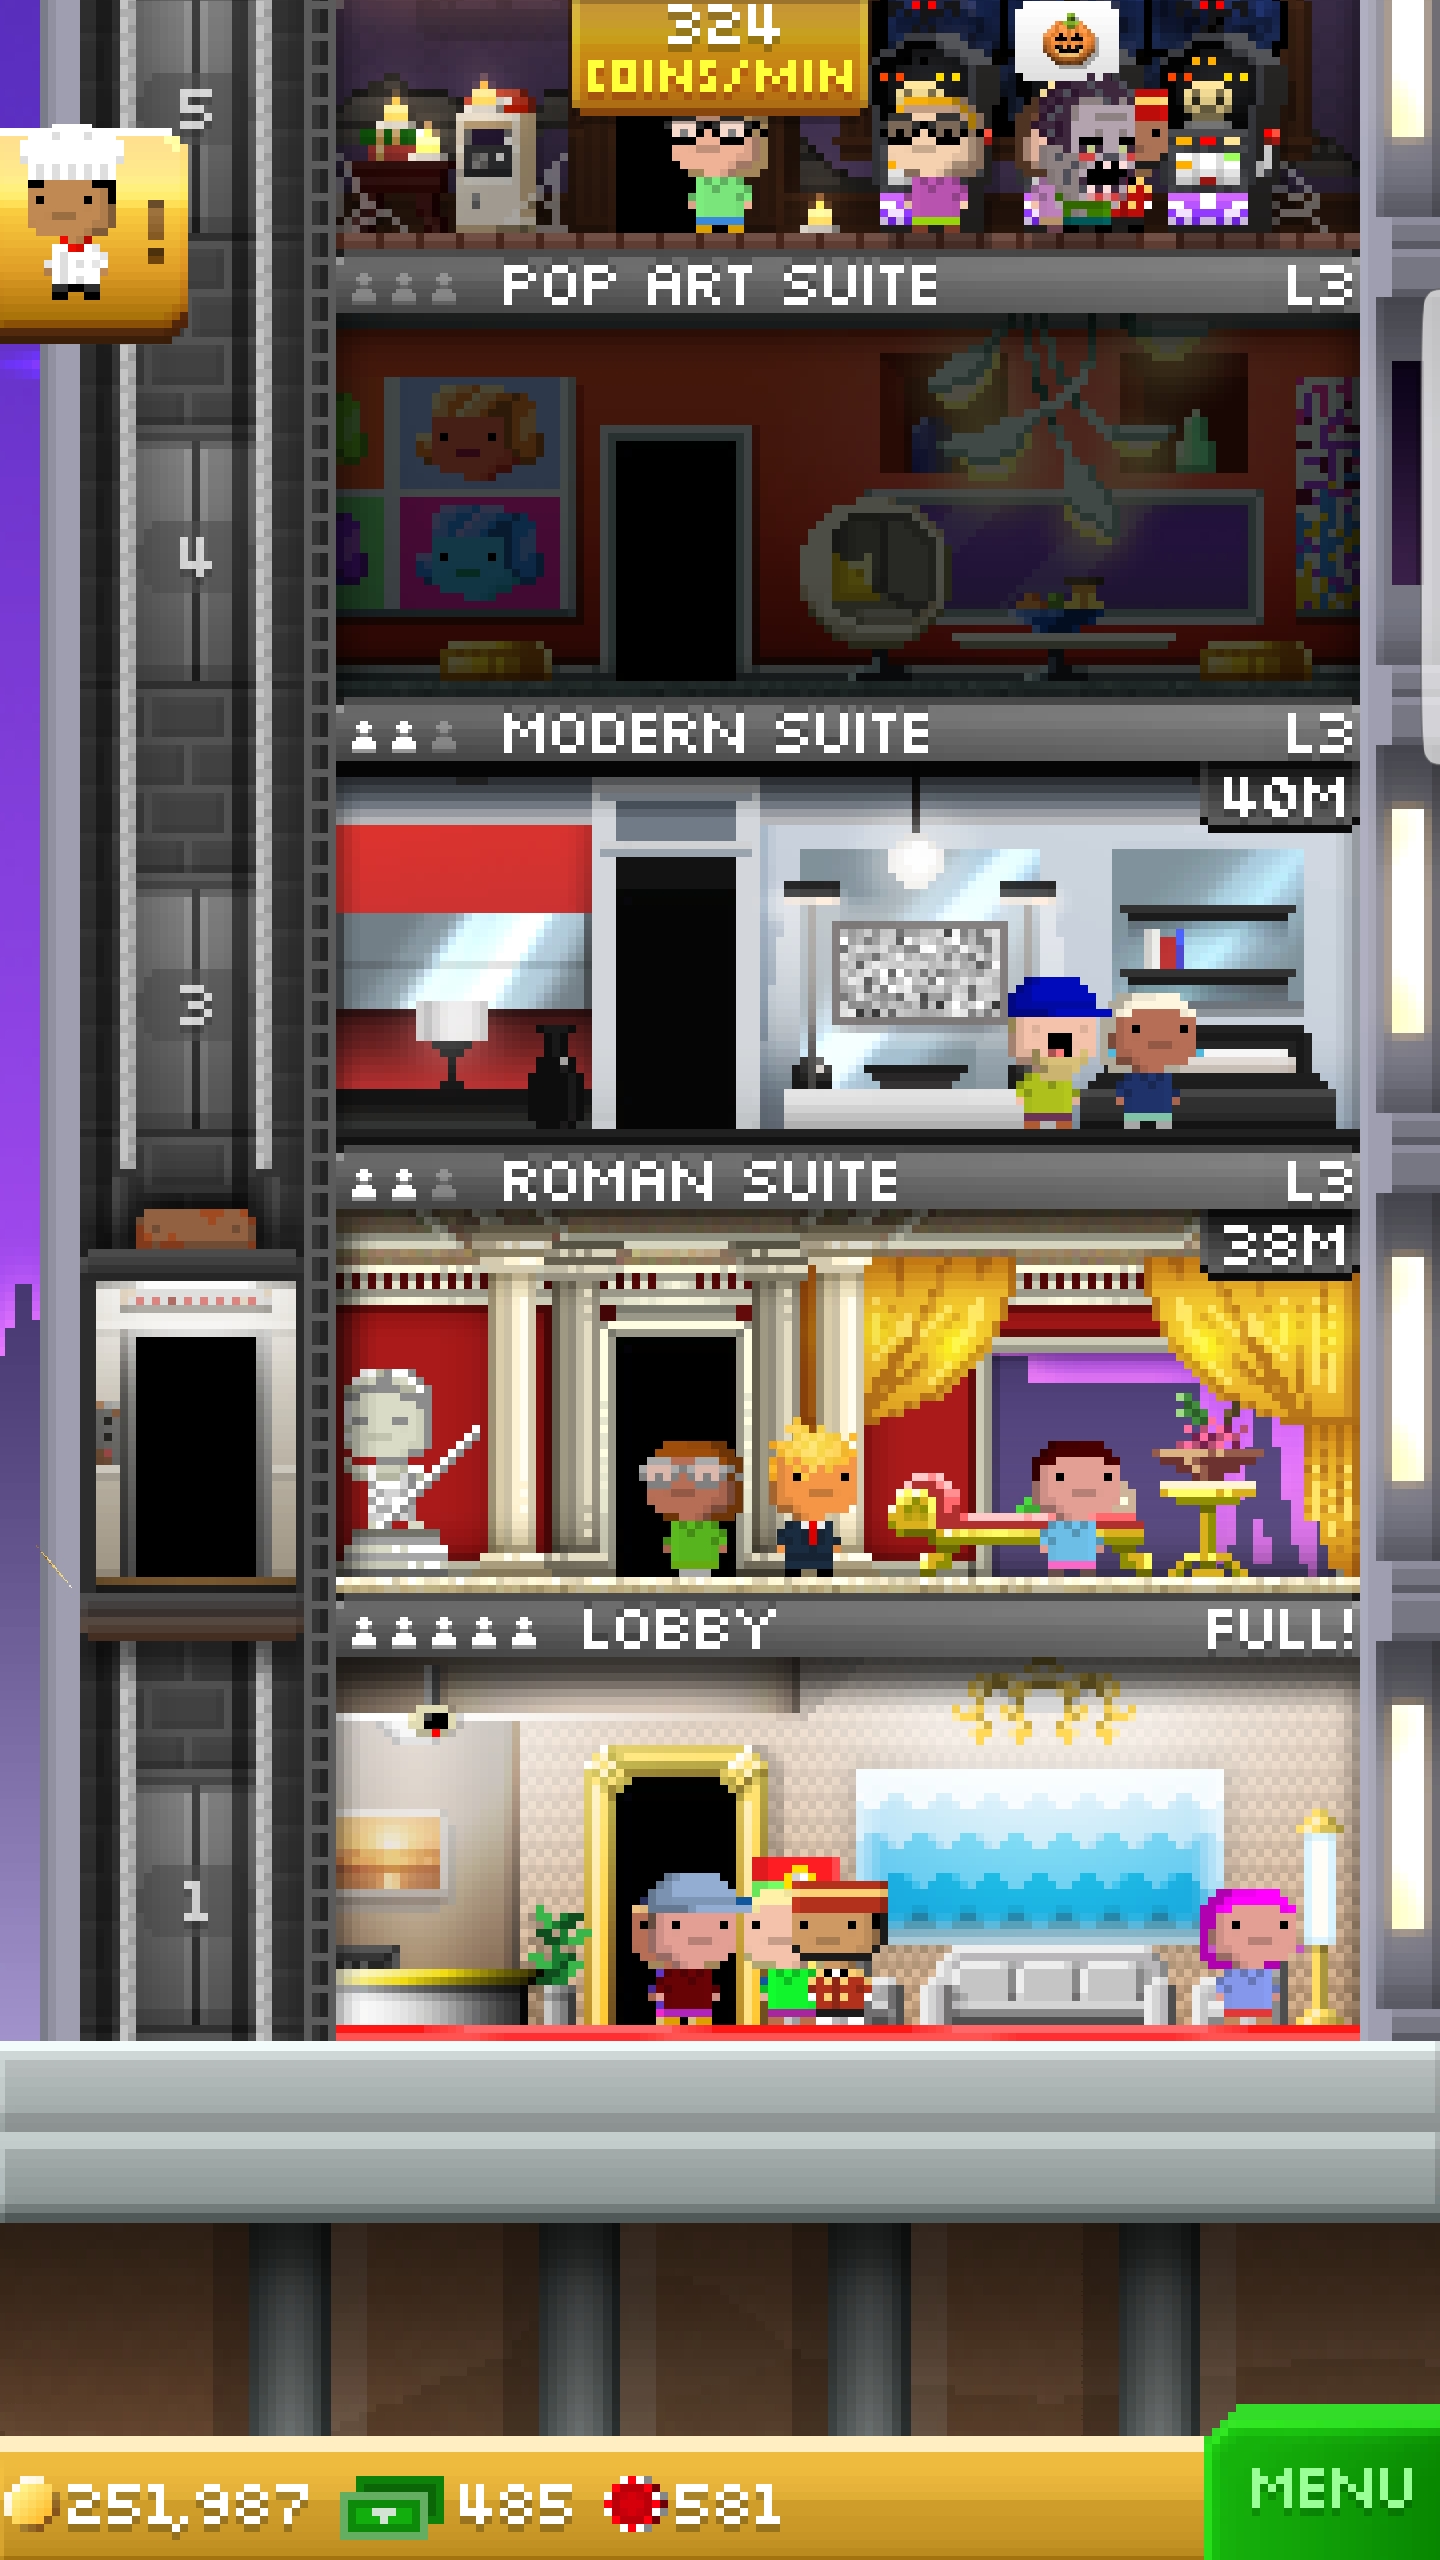 324
COINS/MIN
5
!
POP ART SUITE L3
4
MODERN SUITE L3
40M
3
ROMAN SUITE L3
38M
LOBBY FULL!
1
251,987 485 581
MENU